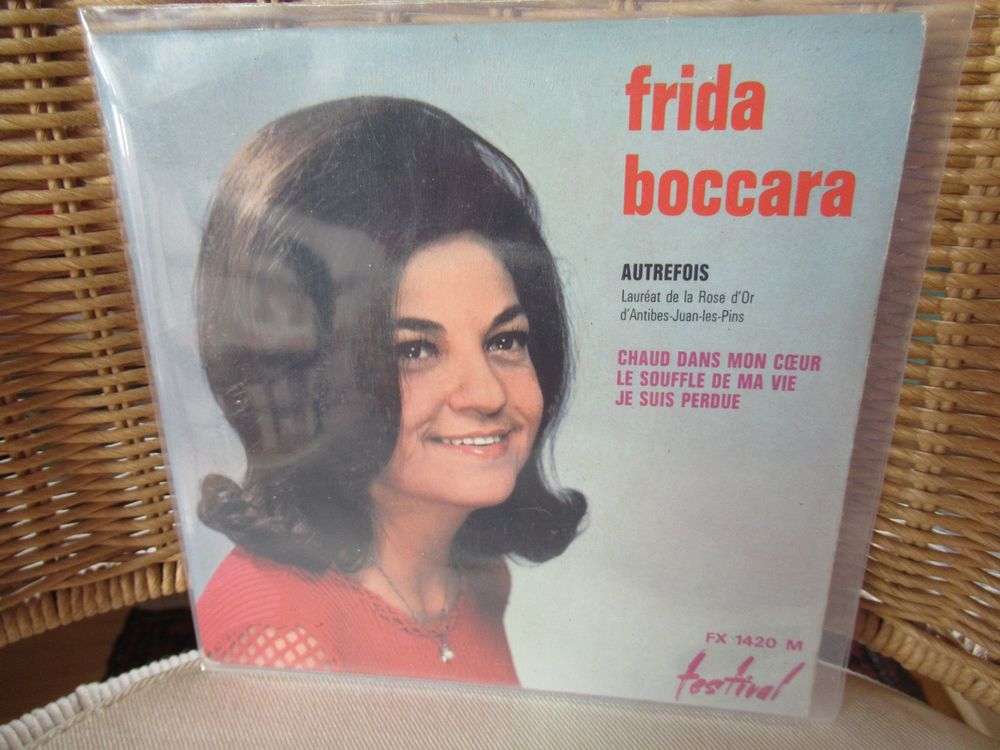 frida
boccara
AUTREFOIS
Lauréat de la Rose d'Or
d'Antibes-Juan-les-Pins
CHAUD DANS MON CŒUR
LE SOUFFLE DE MA VIE
JE SUIS PERDUE
FX 1420 M
festival